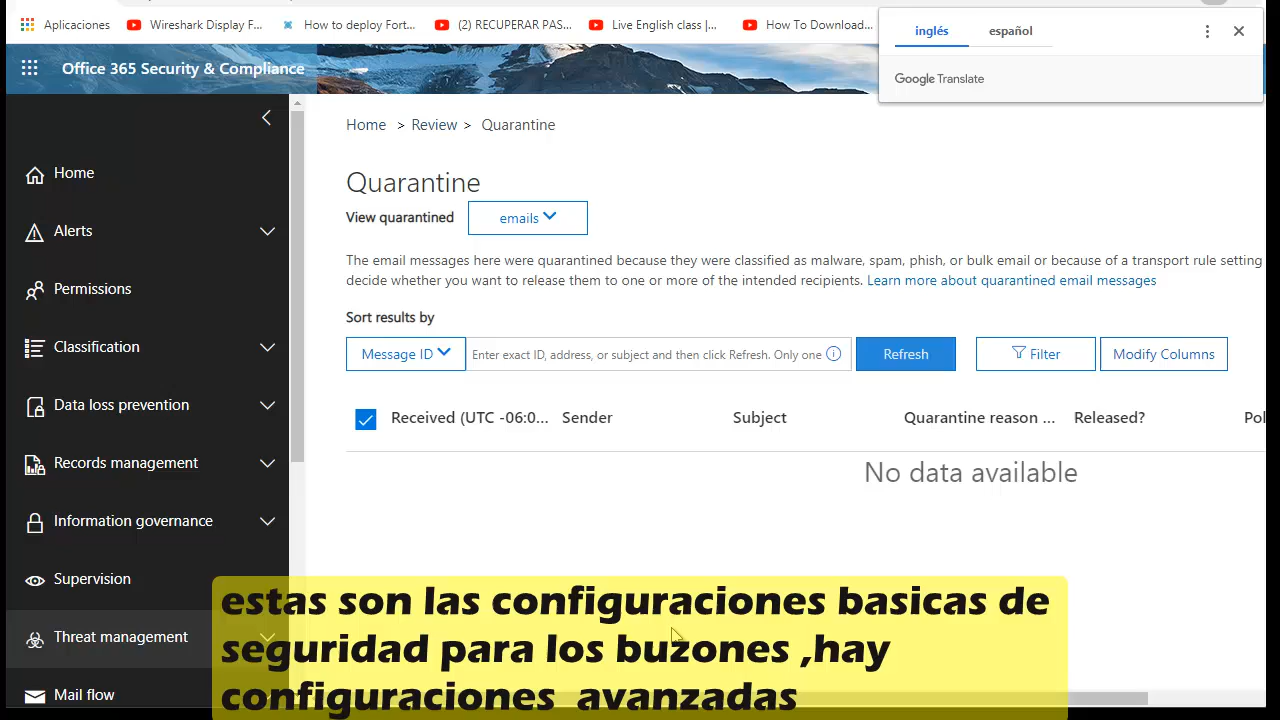 Aplicaciones
Wireshark Display F...
How to deploy Fort...
(2) RECUPERAR PAS...
Live English class |...
How To Download...
inglés
español
Google Translate
Office 365 Security & Compliance
Home > Review > Quarantine
Home
Alerts
Permissions
Classification
Data loss prevention
Records management
Information governance
Supervision
Threat management
Mail flow
Quarantine
View quarantined
emails
The email messages here were quarantined because they were classified as malware, spam, phish, or bulk email or because of a transport rule setting
decide whether you want to release them to one or more of the intended recipients. Learn more about quarantined email messages
Sort results by
Message ID
Enter exact ID, address, or subject and then click Refresh. Only one
Refresh
Filter
Modify Columns
Received (UTC -06:0...
Sender
Subject
Quarantine reason ...
Released?
Pol
No data available
estas son las configuraciones basicas de
seguridad para los buzones ,hay
configuraciones avanzadas